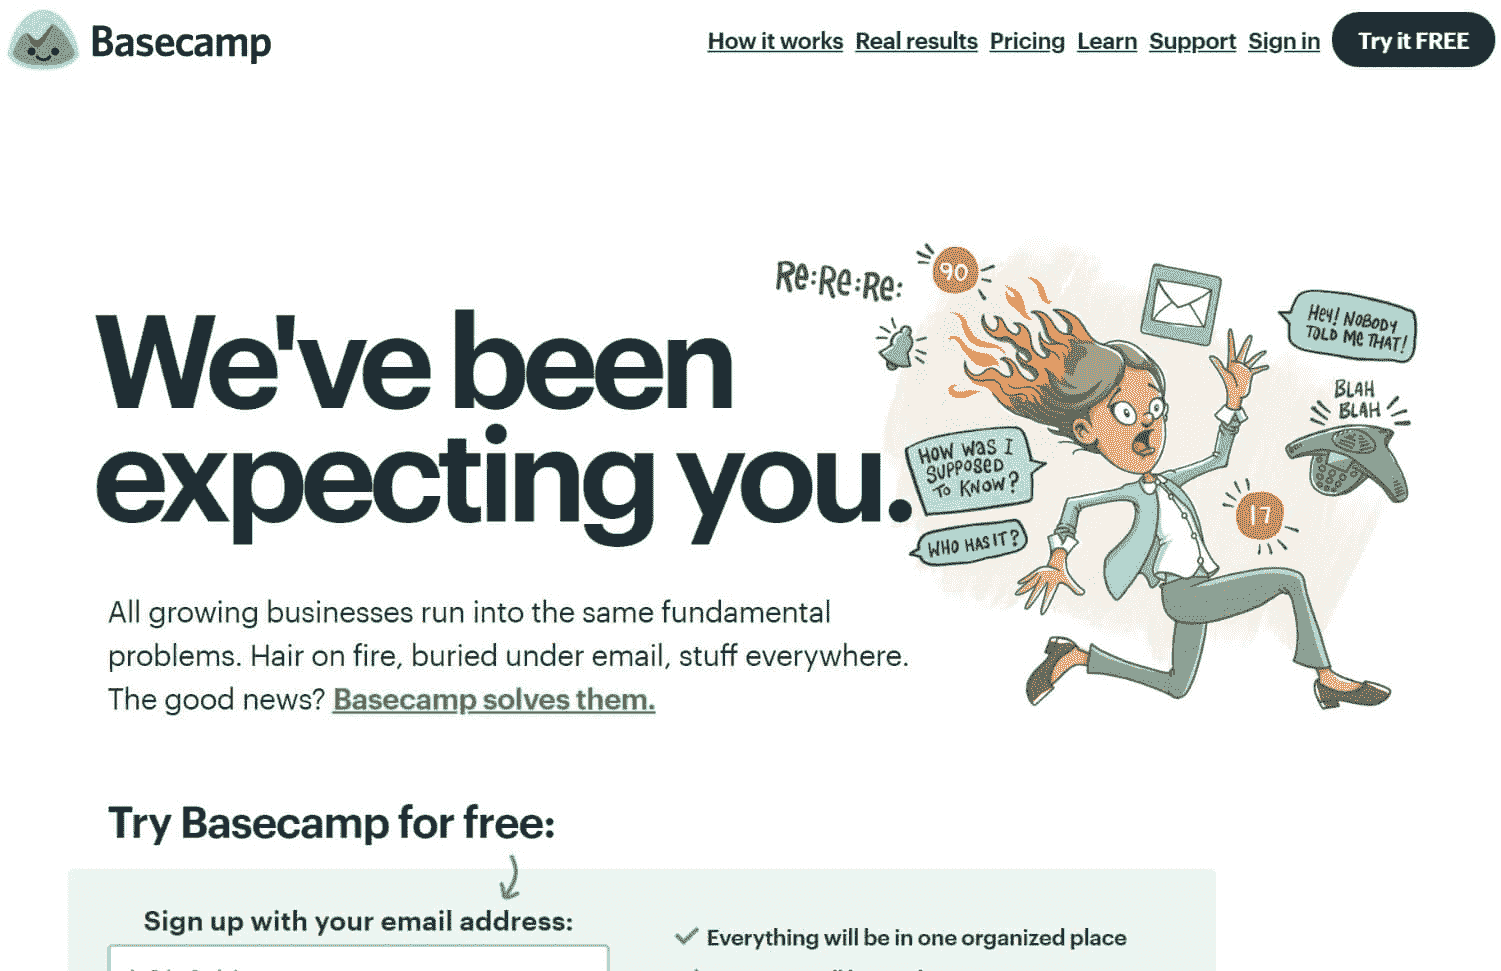 Basecamp
How it works Real results Pricing Learn Support Sign in Try it FREE
Re:Re:Re:
90
Hey! NOBODY
TOLD Me THAT!
BLAH
BLAH
We've been
expecting you.
HOW WAS I
SUPPOSED
TO KNOW?
WHO HAS IT?
17
All growing businesses run into the same fundamental
problems. Hair on fire, buried under email, stuff everywhere.
The good news? Basecamp solves them.
Try Basecamp for free:
Sign up with your email address:
Everything will be in one organized place